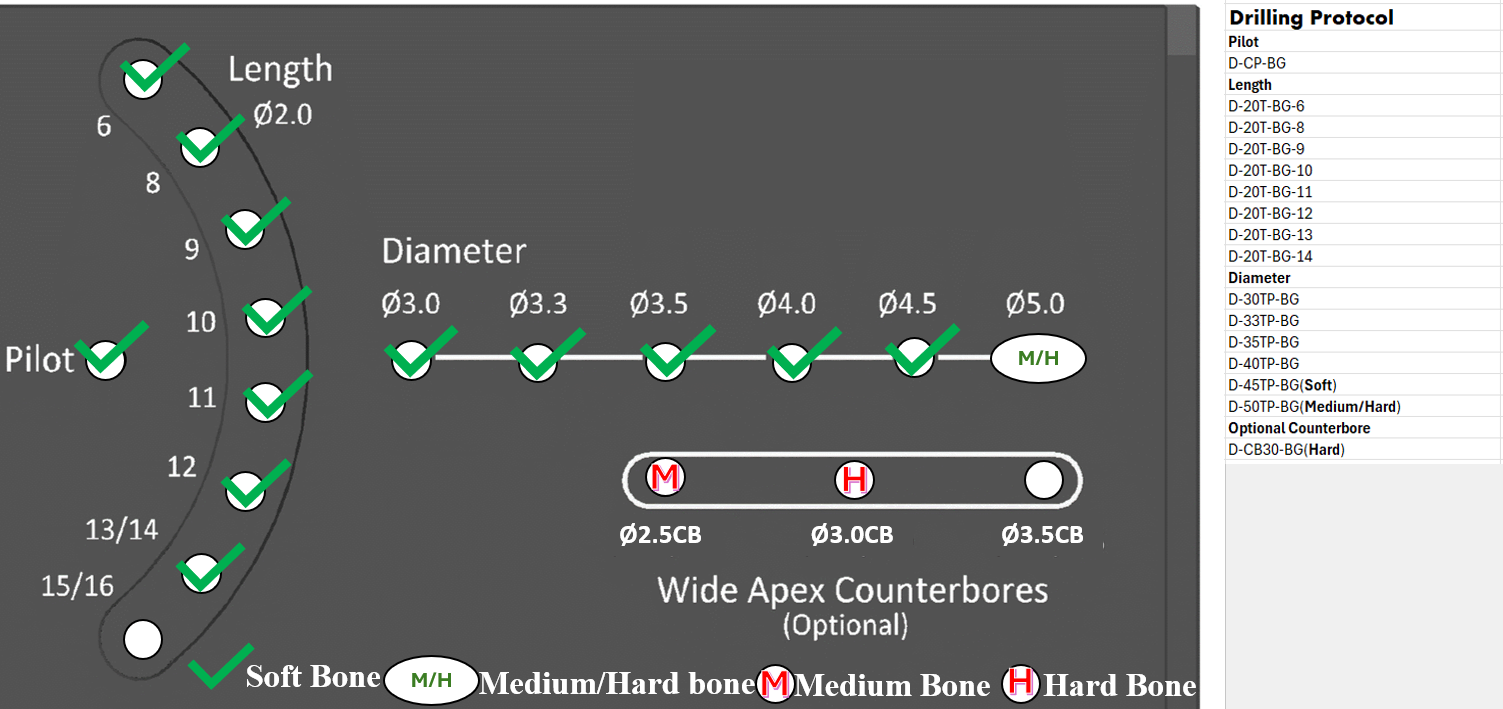 Length
Ø2.0
6
8
9
10
Pilot
11
12
13/14
15/16
Diameter
Ø3.0 Ø3.3 Ø3.5 Ø4.0 Ø4.5 Ø5.0
M/H
M H
Ø2.5CB Ø3.0CB Ø3.5CB
Wide Apex Counterbores
(Optional)
Soft Bone M/H Medium/Hard bone M Medium Bone H Hard Bone
Drilling Protocol
Pilot
D-CP-BG
Length
D-20T-BG-6
D-20T-BG-8
D-20T-BG-9
D-20T-BG-10
D-20T-BG-11
D-20T-BG-12
D-20T-BG-13
D-20T-BG-14
Diameter
D-30TP-BG
D-33TP-BG
D-35TP-BG
D-40TP-BG
D-45TP-BG(Soft)
D-50TP-BG(Medium/Hard)
Optional Counterbore
D-CB30-BG(Hard)